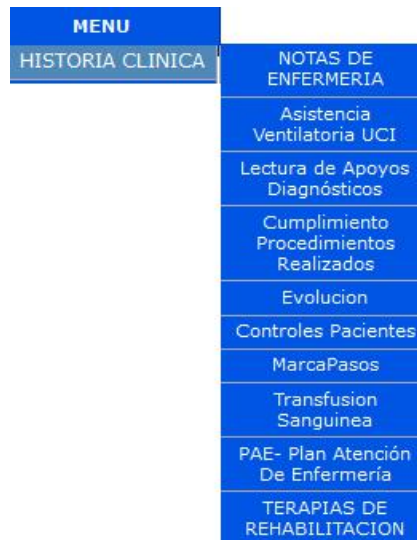 MENU
HISTORIA CLINICA
NOTAS DE
ENFERMERIA
Asistencia
Ventilatoria UCI
Lectura de Apoyos
Diagnósticos
Cumplimiento
Procedimientos
Realizados
Evolucion
Controles Pacientes
MarcaPasos
Transfusion
Sanguinea
PAE- Plan Atención
De Enfermería
TERAPIAS DE
REHABILITACION